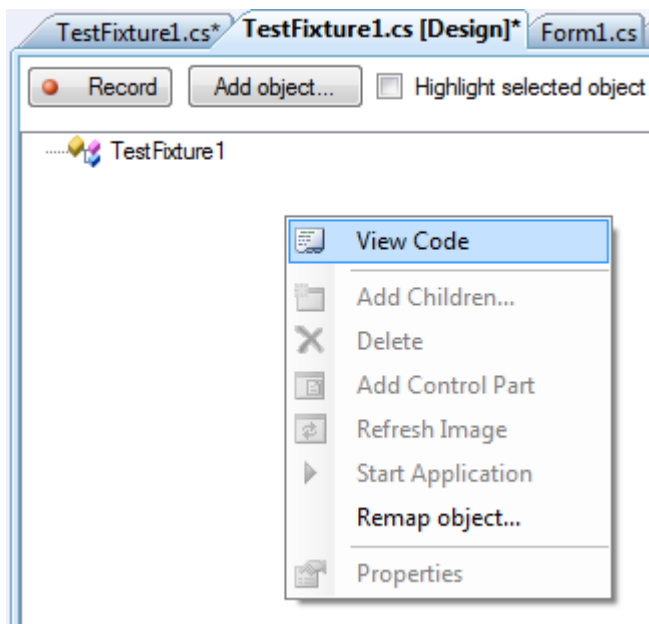 TestFixture1.cs* TestFixture1.cs [Design]* Form1.cs
Record Add object... Highlight selected object
TestFixture1
View Code
Add Children...
Delete
Add Control Part
Refresh Image
Start Application
Remap object...
Properties